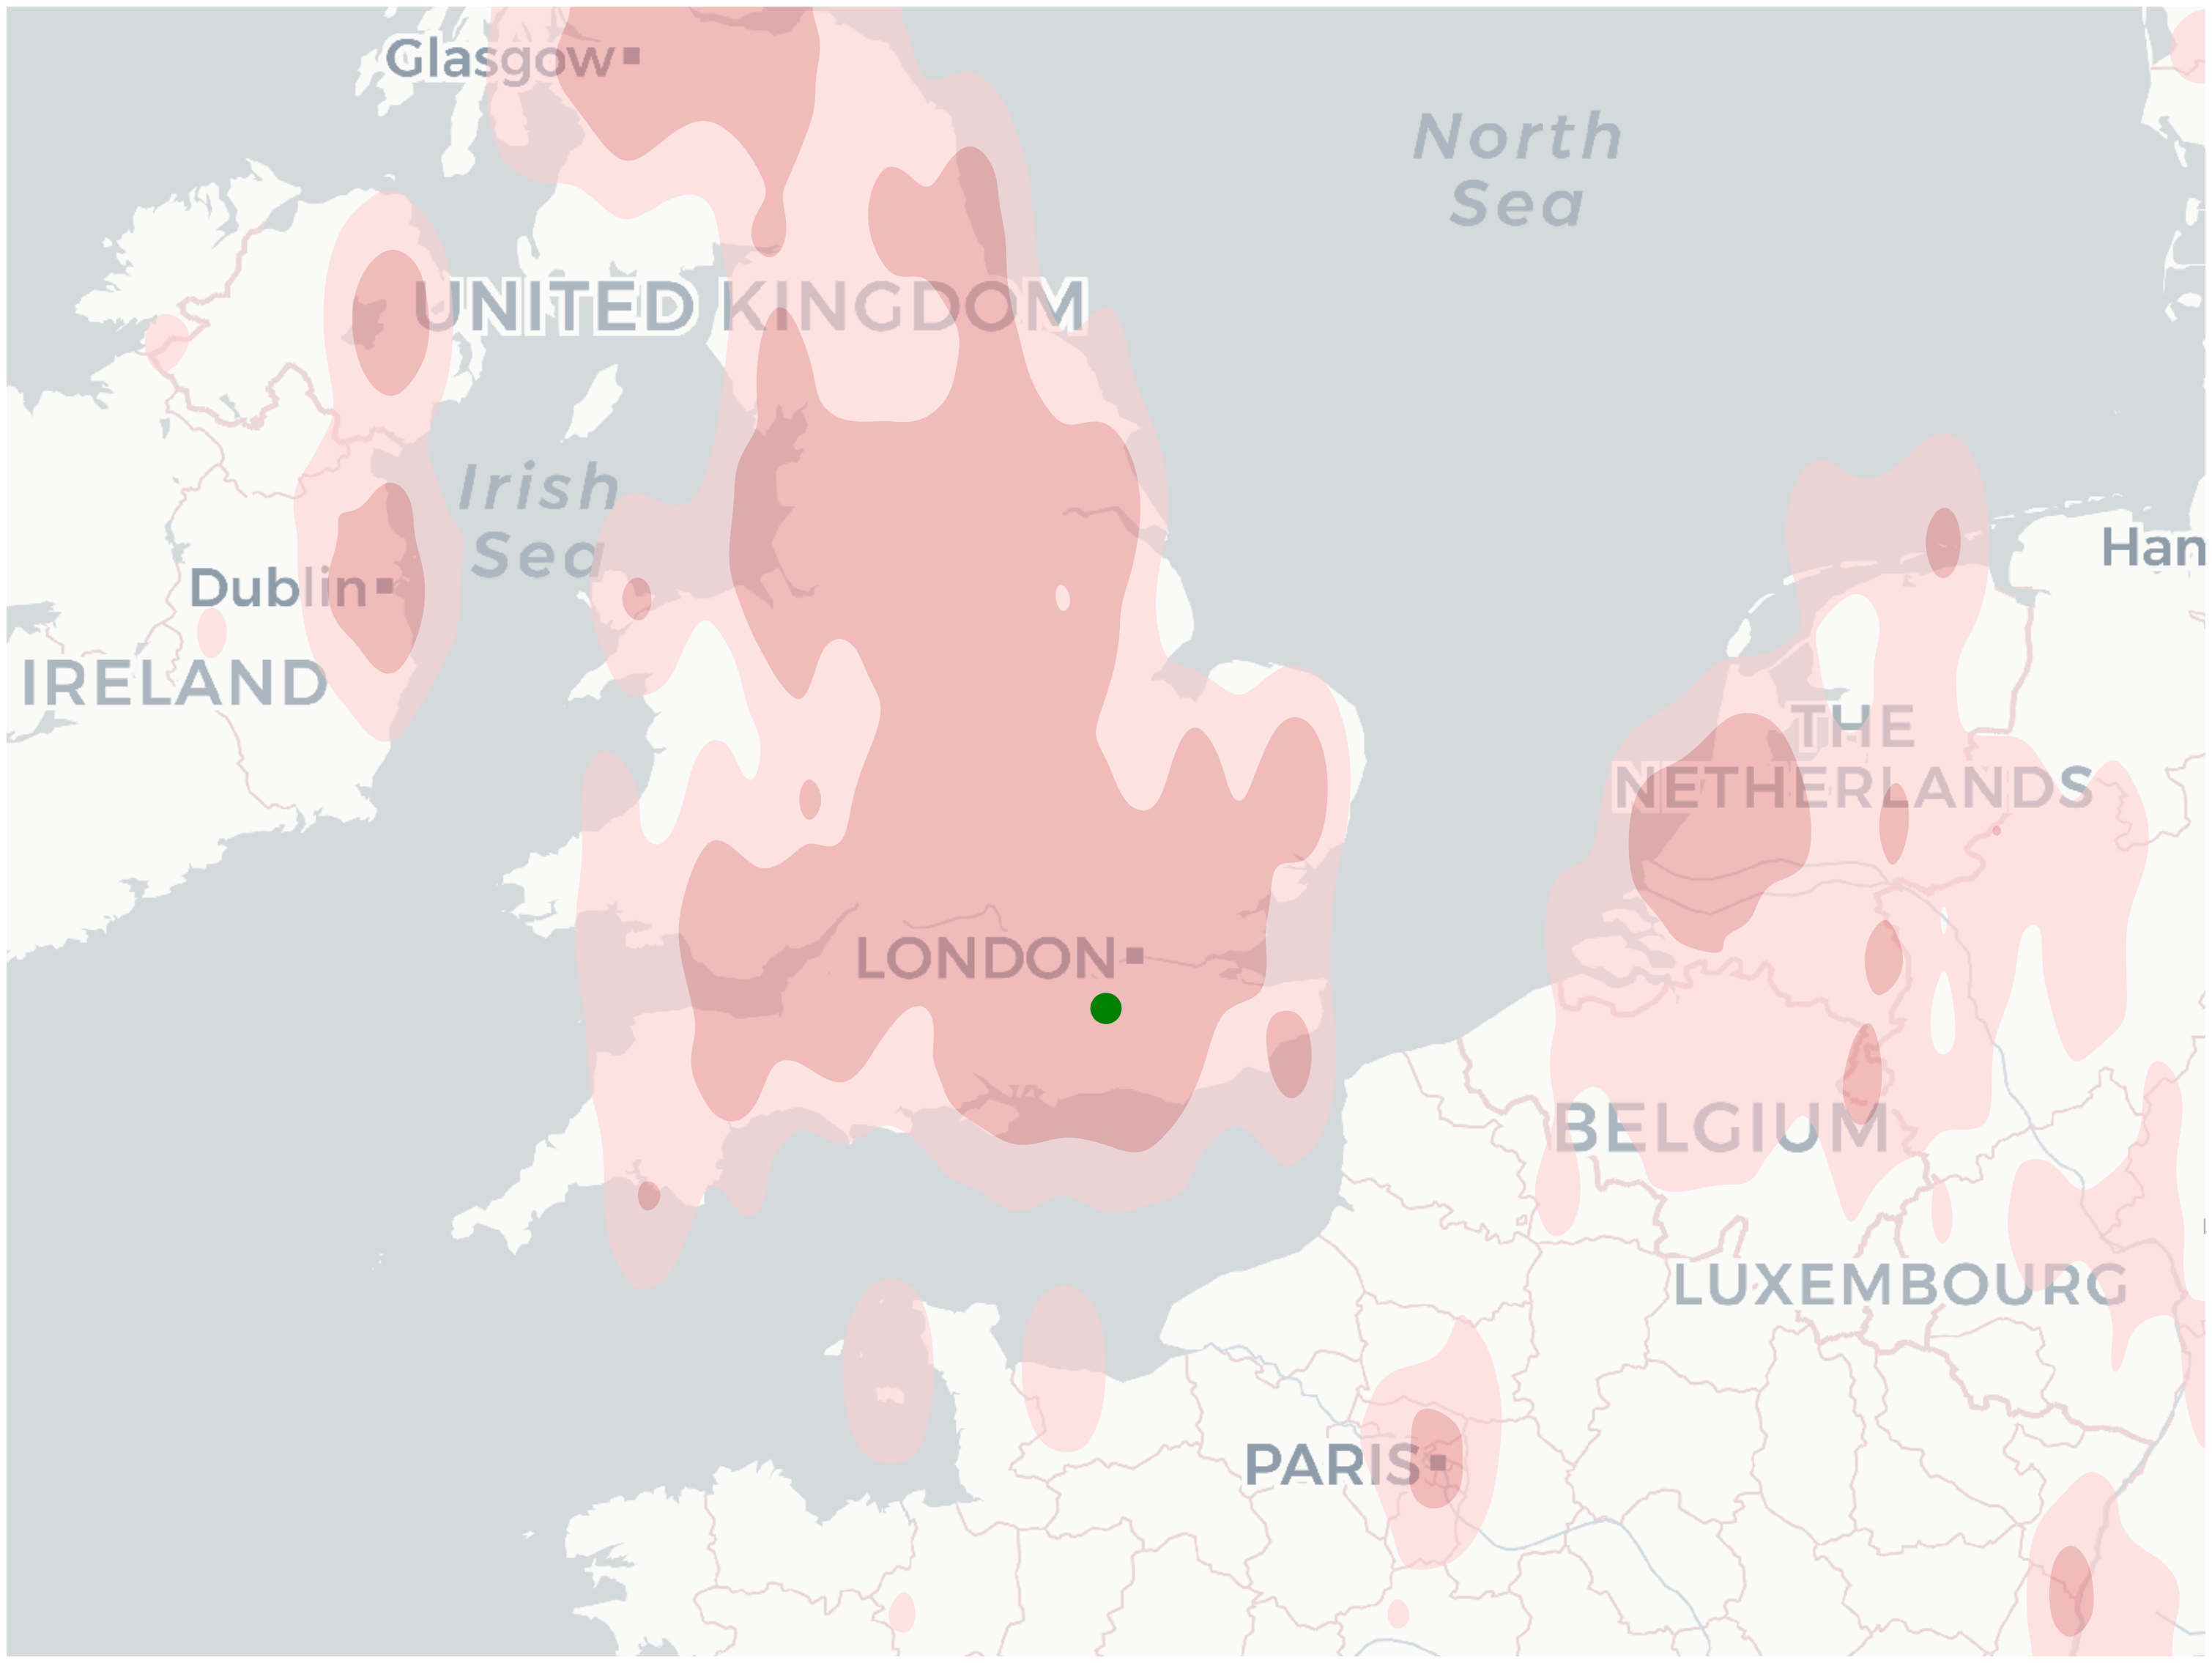 Glasgow
North
Sea
UNITED KINGDOM
Irish
Sea
Han
Dublin
IRELAND
THE
NETHERLANDS
LONDON
BELGIUM
LUXEMBOURG
PARIS